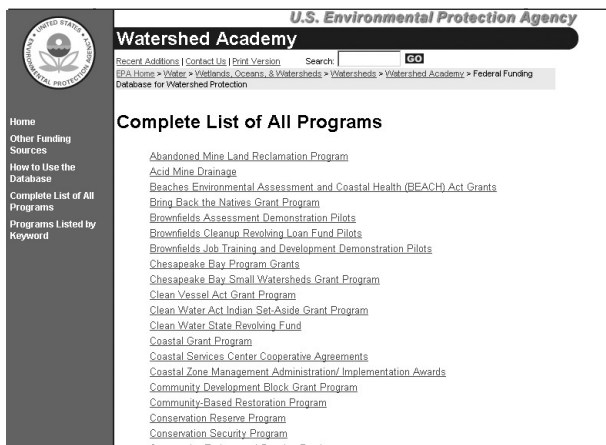 U.S. Environmental Protection Agency
UNITED STATES
ENVIRONMENTAL PROTECTION AGENCY
Watershed Academy
Recent Additions | Contact Us | Print Version Search: GO
EPA Home > Water > Wetlands, Oceans, & Watersheds > Watersheds > Watershed Academy > Federal Funding
Database for Watershed Protection
Home
Other Funding
Sources
How to Use the
Database
Complete List of All
Programs
Programs Listed by
Keyword
Complete List of All Programs
Abandoned Mine Land Reclamation Program
Acid Mine Drainage
Beaches Environmental Assessment and Coastal Health (BEACH) Act Grants
Bring Back the Natives Grant Program
Brownfields Assessment Demonstration Pilots
Brownfields Cleanup Revolving Loan Fund Pilots
Brownfields Job Training and Development Demonstration Pilots
Chesapeake Bay Program Grants
Chesapeake Bay Small Watersheds Grant Program
Clean Vessel Act Grant Program
Clean Water Act Indian Set-Aside Grant Program
Clean Water State Revolving Fund
Coastal Grant Program
Coastal Services Center Cooperative Agreements
Coastal Zone Management Administration/ Implementation Awards
Community Development Block Grant Program
Community-Based Restoration Program
Conservation Reserve Program
Conservation Security Program